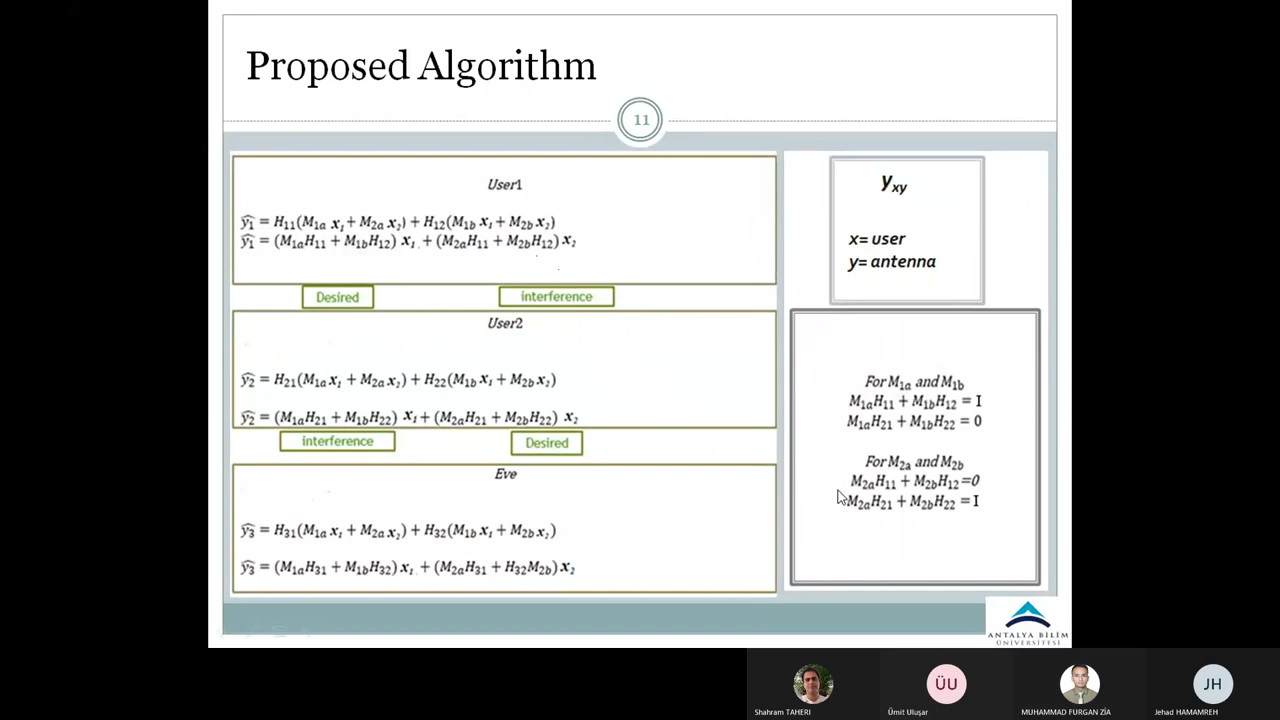 Proposed Algorithm
11
User1
ŷ₁ = H₁₁(M₁ₐ x₁ + M₂ₐ x₂) + H₁₂(M₁b x₁ + M₂b x₂)
ŷ₁ = (M₁ₐH₁₁ + M₁bH₁₂) x₁ + (M₂ₐH₁₁ + M₂bH₁₂) x₂
Desired
interference
User2
ŷ₂ = H₂₁(M₁ₐ x₁ + M₂ₐ x₂) + H₂₂(M₁b x₁ + M₂b x₂)
ŷ₂ = (M₁ₐH₂₁ + M₁bH₂₂) x₁ + (M₂ₐH₂₁ + M₂bH₂₂) x₂
interference
Desired
Eve
ŷ₃ = H₃₁(M₁ₐ x₁ + M₂ₐ x₂) + H₃₂(M₁b x₁ + M₂b x₂)
ŷ₃ = (M₁ₐH₃₁ + M₁bH₃₂) x₁ + (M₂ₐH₃₁ + H₃₂M₂b) x₂
y_xy
x= user
y= antenna
For M₁ₐ and M₁b
M₁ₐH₁₁ + M₁bH₁₂ = I
M₁ₐH₂₁ + M₁bH₂₂ = 0
For M₂ₐ and M₂b
M₂ₐH₁₁ + M₂bH₁₂ =0
M₂ₐH₂₁ + M₂bH₂₂ = I
ANTALYA BİLİM
ÜNİVERSİTESİ
Shahram TAHERI
ÜU
Ümit Uluşar
MUHAMMAD FURGAN ZİA
JH
Jehad HAMAMREH